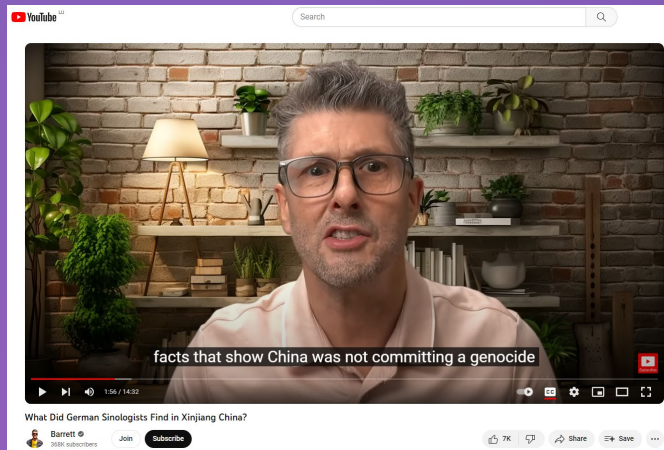 YouTube
Search
facts that show China was not committing a genocide
1:56 / 14:32
CC
What Did German Sinologists Find in Xinjiang China?
Barrett
368K subscribers
Join
Subscribe
7K
Share
Save